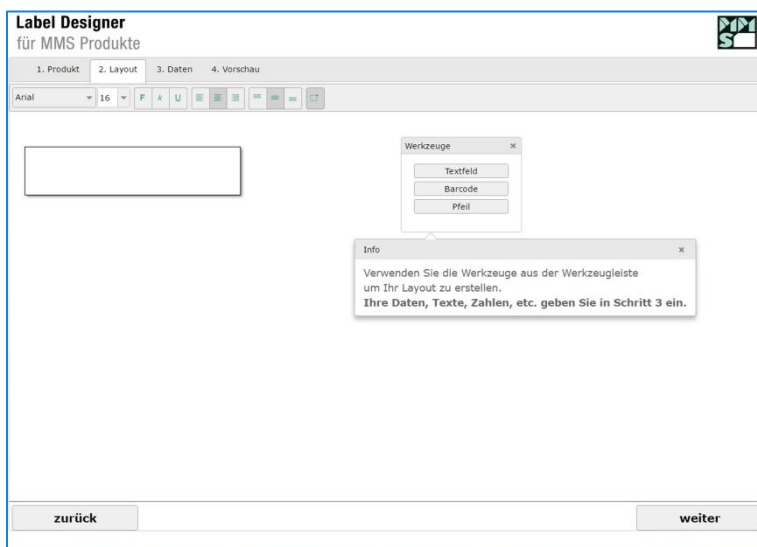 Label Designer
für MMS Produkte
MMS
1. Produkt 2. Layout 3. Daten 4. Vorschau
Arial 16 F k U
Werkzeuge ×
Textfeld
Barcode
Pfeil
Info ×
Verwenden Sie die Werkzeuge aus der Werkzeugleiste
um Ihr Layout zu erstellen.
Ihre Daten, Texte, Zahlen, etc. geben Sie in Schritt 3 ein.
zurück weiter